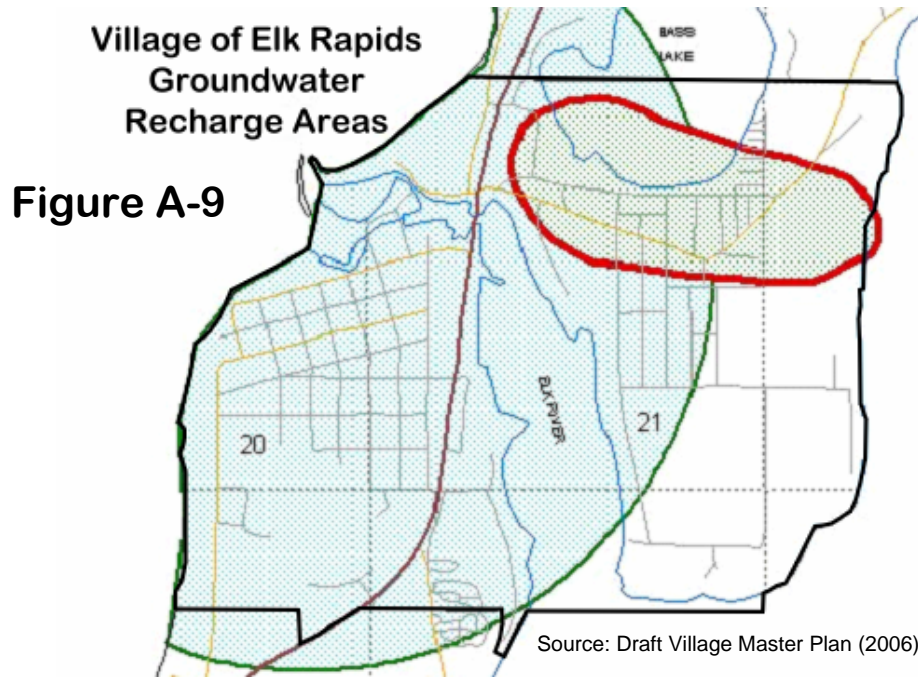 Village of Elk Rapids
Groundwater
Recharge Areas
Figure A-9
BASS
LAKE
ELK RIVER
20
21
Source: Draft Village Master Plan (2006)